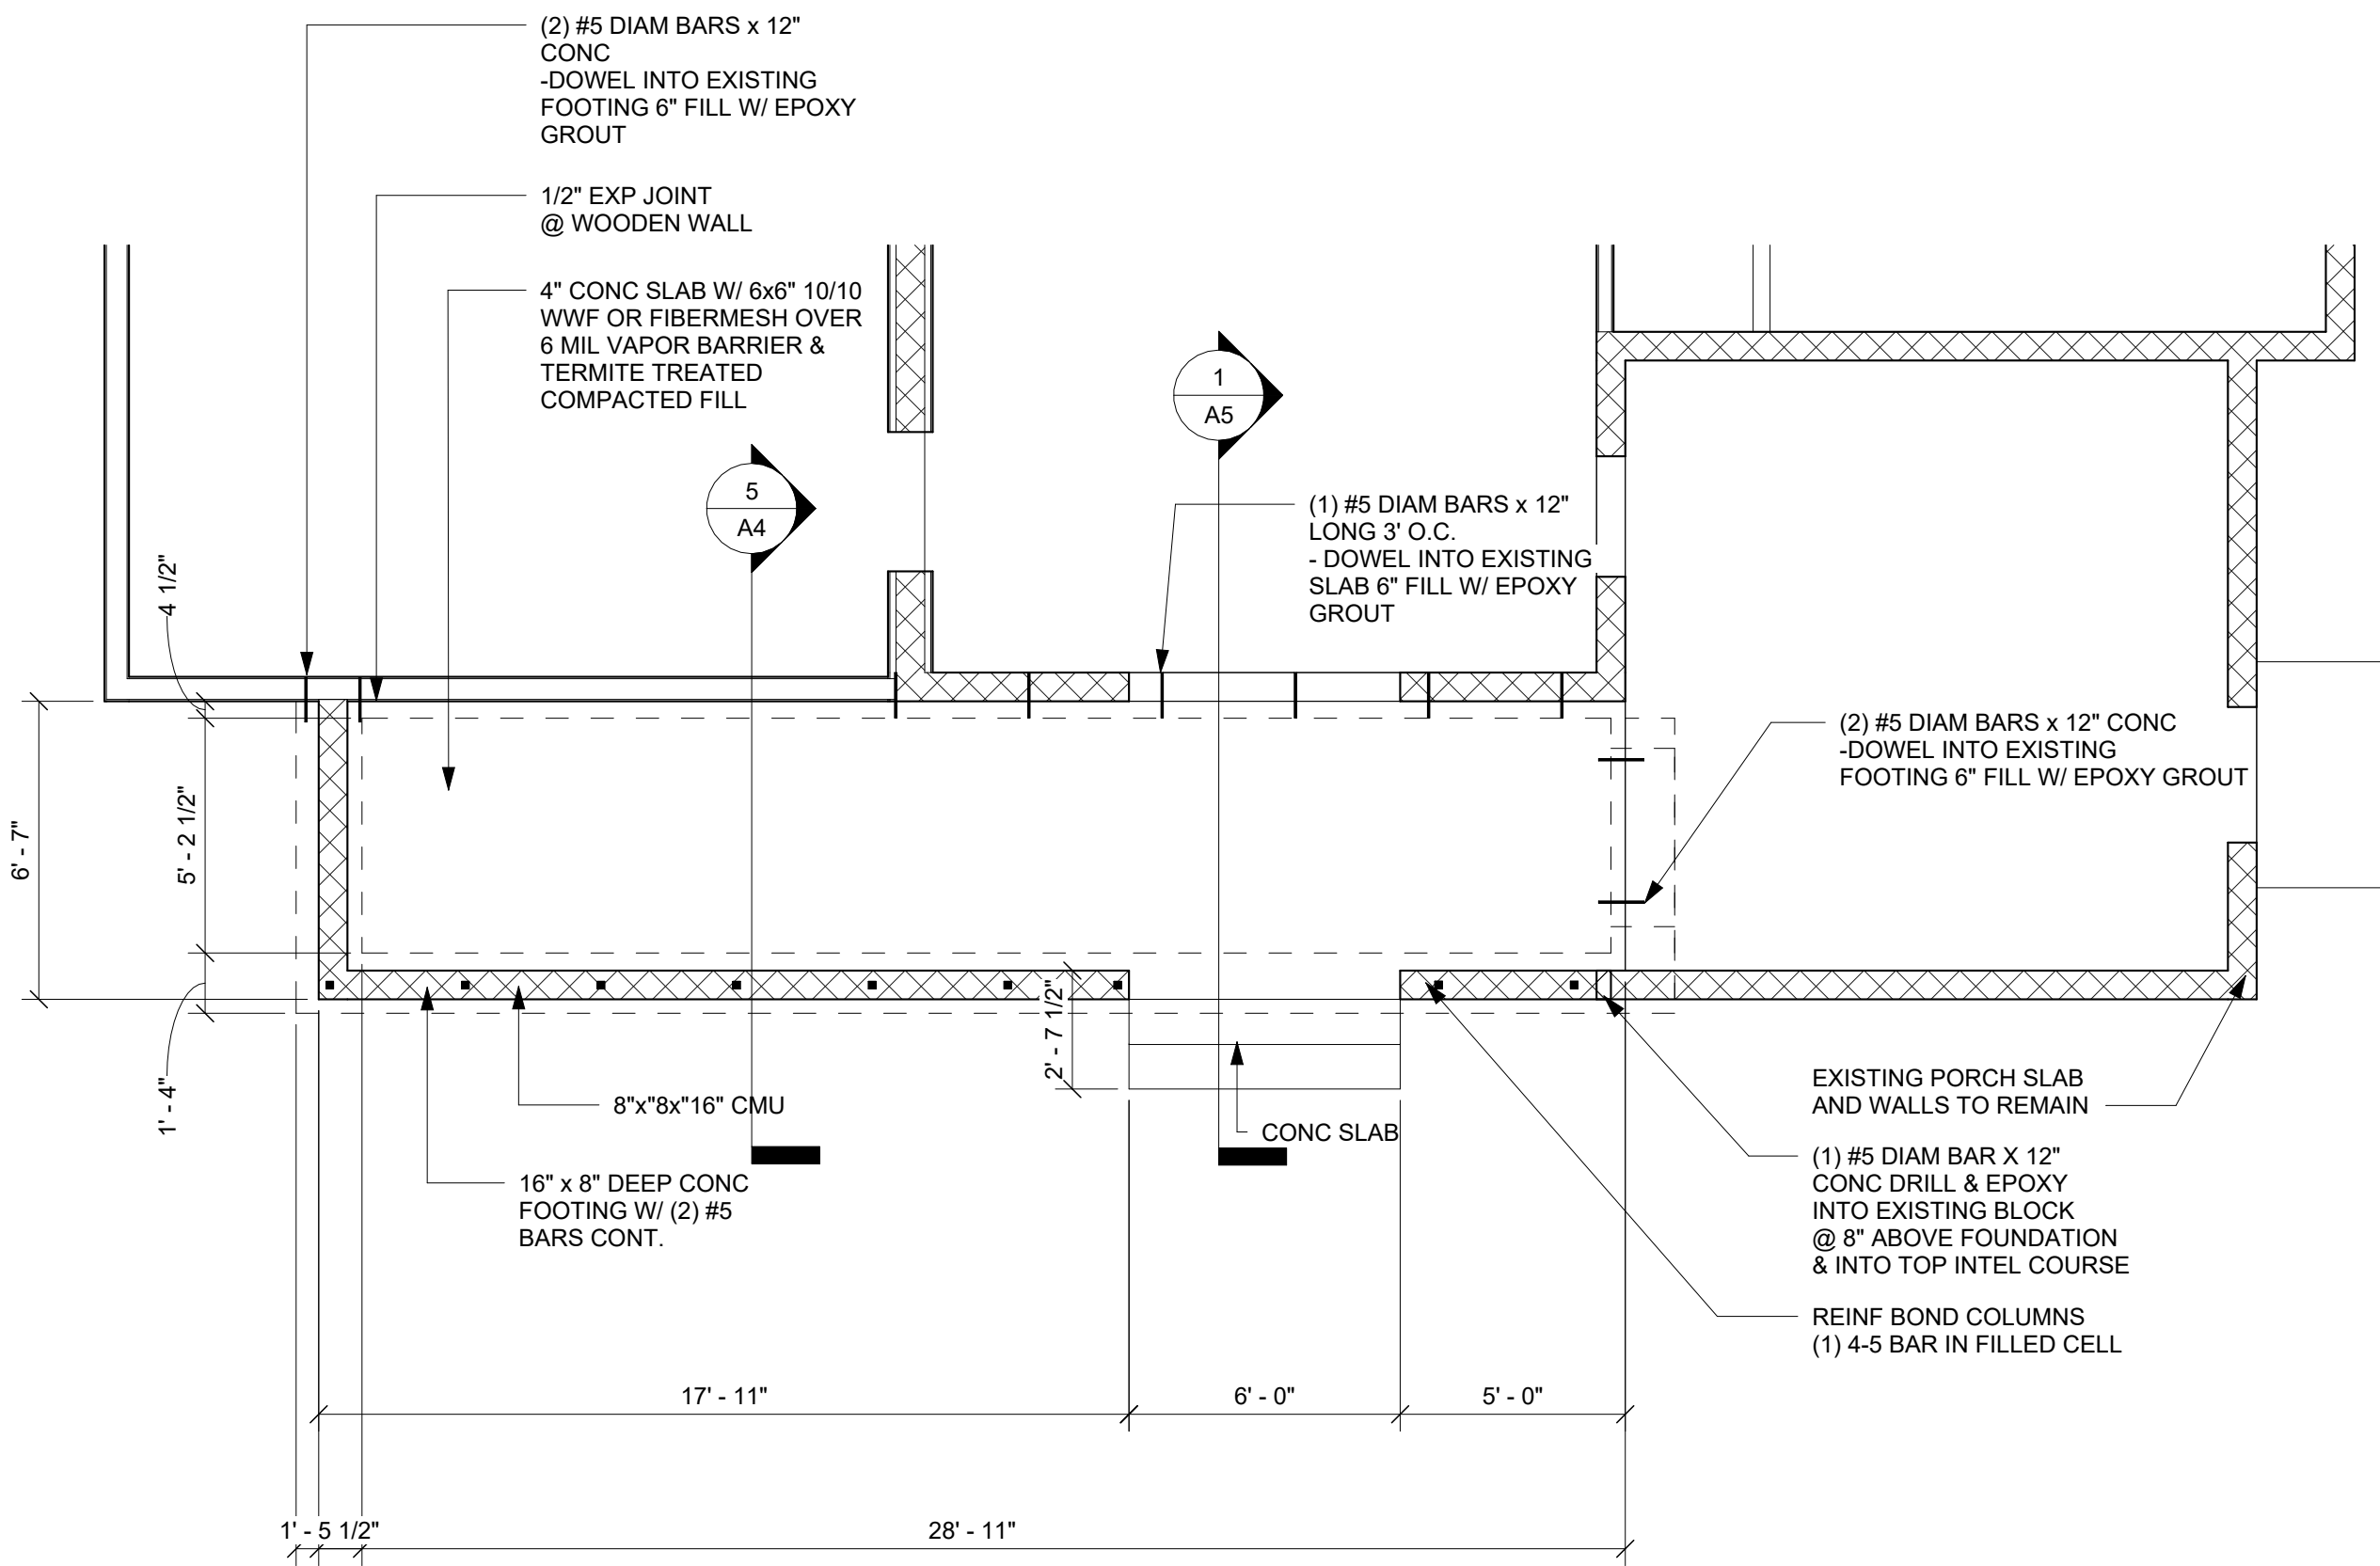 (2) #5 DIAM BARS x 12"
CONC
-DOWEL INTO EXISTING
FOOTING 6" FILL W/ EPOXY
GROUT
1/2" EXP JOINT
@ WOODEN WALL
4" CONC SLAB W/ 6x6" 10/10
WWF OR FIBERMESH OVER
6 MIL VAPOR BARRIER &
TERMITE TREATED
COMPACTED FILL
1
A5
5
A4
(1) #5 DIAM BARS x 12"
LONG 3' O.C.
- DOWEL INTO EXISTING
SLAB 6" FILL W/ EPOXY
GROUT
4 1/2"
(2) #5 DIAM BARS x 12" CONC
-DOWEL INTO EXISTING
FOOTING 6" FILL W/ EPOXY GROUT
6' - 7"
5' - 2 1/2"
1' - 4"
2' - 7 1/2"
8"x"8x"16" CMU
CONC SLAB
16" x 8" DEEP CONC
FOOTING W/ (2) #5
BARS CONT.
EXISTING PORCH SLAB
AND WALLS TO REMAIN
(1) #5 DIAM BAR X 12"
CONC DRILL & EPOXY
INTO EXISTING BLOCK
@ 8" ABOVE FOUNDATION
& INTO TOP INTEL COURSE
REINF BOND COLUMNS
(1) 4-5 BAR IN FILLED CELL
17' - 11"
6' - 0"
5' - 0"
1' - 5 1/2"
28' - 11"